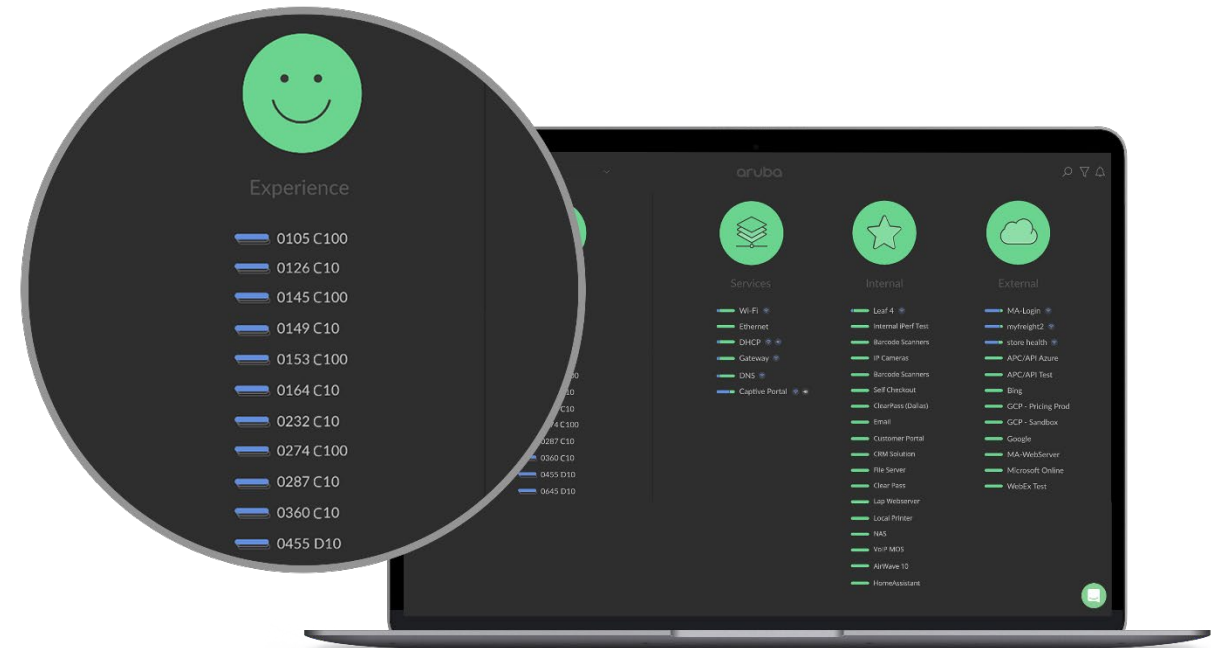 Experience
0105 C100
0126 C10
0145 C100
0149 C10
0153 C100
0164 C10
0232 C10
0274 C100
0287 C10
0360 C10
0455 D10
aruba
0287 C10
0360 C10
0455 D10
0645 D10
Services
Wi-Fi
Ethernet
DHCP
Gateway
DNS
Captive Portal
Internal
Leaf 4
Internal iPerf Test
Barcode Scanners
IP Cameras
Barcode Scanners
Self Checkout
ClearPass (Dallas)
Email
Customer Portal
CRM Solution
File Server
Clear Pass
Lap Webserver
Local Printer
NAS
VoIP MOS
AirWave 10
HomeAssistant
External
MA-Login
myfreight2
store health
APC/API Azure
APC/API Test
Bing
GCP - Pricing Prod
GCP - Sandbox
Google
MA-WebServer
Microsoft Online
WebEx Test